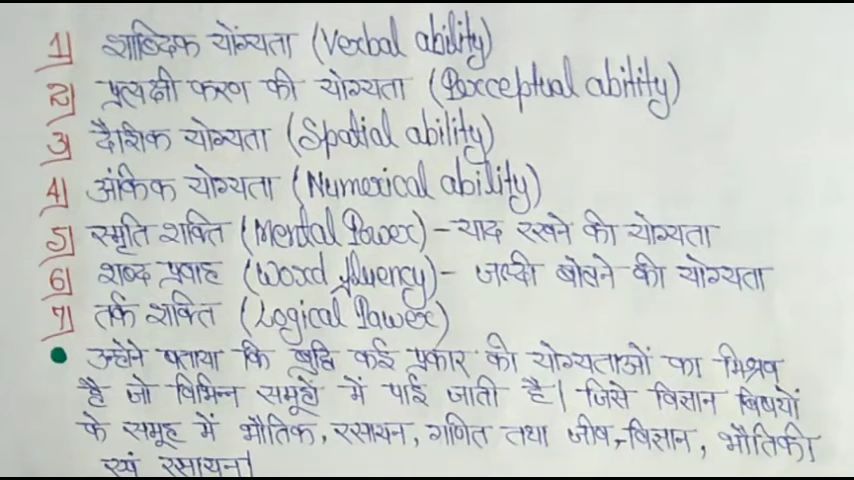 1) शाब्दिक योग्यता (Verbal ability)
2) प्रत्यक्षी करण की योग्यता (Perceptual ability)
3) दैशिक योग्यता (Spatial ability)
4) अंकिक योग्यता (Numerical ability)
5) स्मृति शक्ति (Mental Power) – याद रखने की योग्यता
6) शब्द प्रवाह (Word fluency) – जल्दी बोलने की योग्यता
7) तर्क शक्ति (Logical Power)
• उन्होने बताया कि बुद्धि कई प्रकार की योग्यताओं का मिश्रण
है जो विभिन्न समूहों में पाई जाती है। जिसे विज्ञान विषयों
के समूह में भौतिक, रसायन, गणित तथा जीव-विज्ञान, भौतिकी
एवं रसायन।